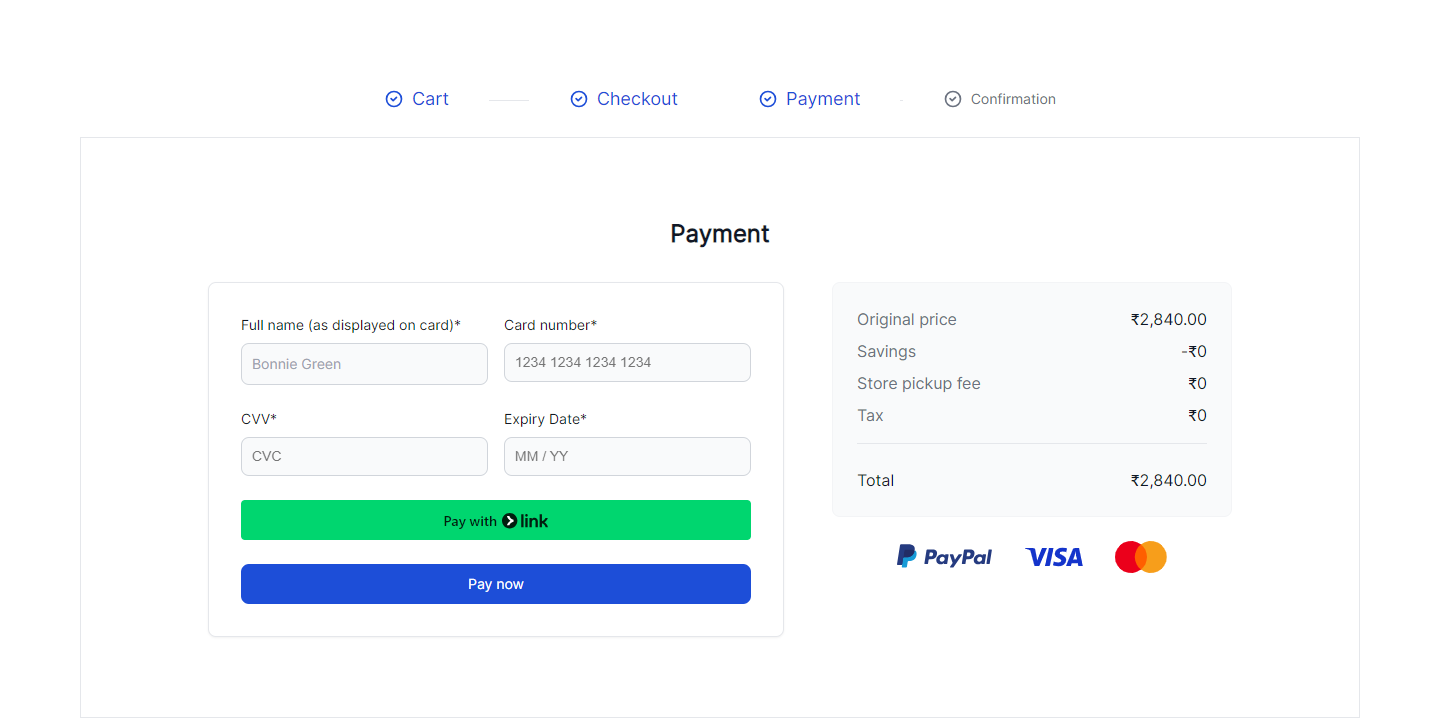 Cart Checkout Payment Confirmation
Payment
Full name (as displayed on card)* Card number*
Bonnie Green 1234 1234 1234 1234
CVV* Expiry Date*
CVC MM / YY
Pay with link
Pay now
Original price ₹2,840.00
Savings -₹0
Store pickup fee ₹0
Tax ₹0
Total ₹2,840.00
PayPal VISA